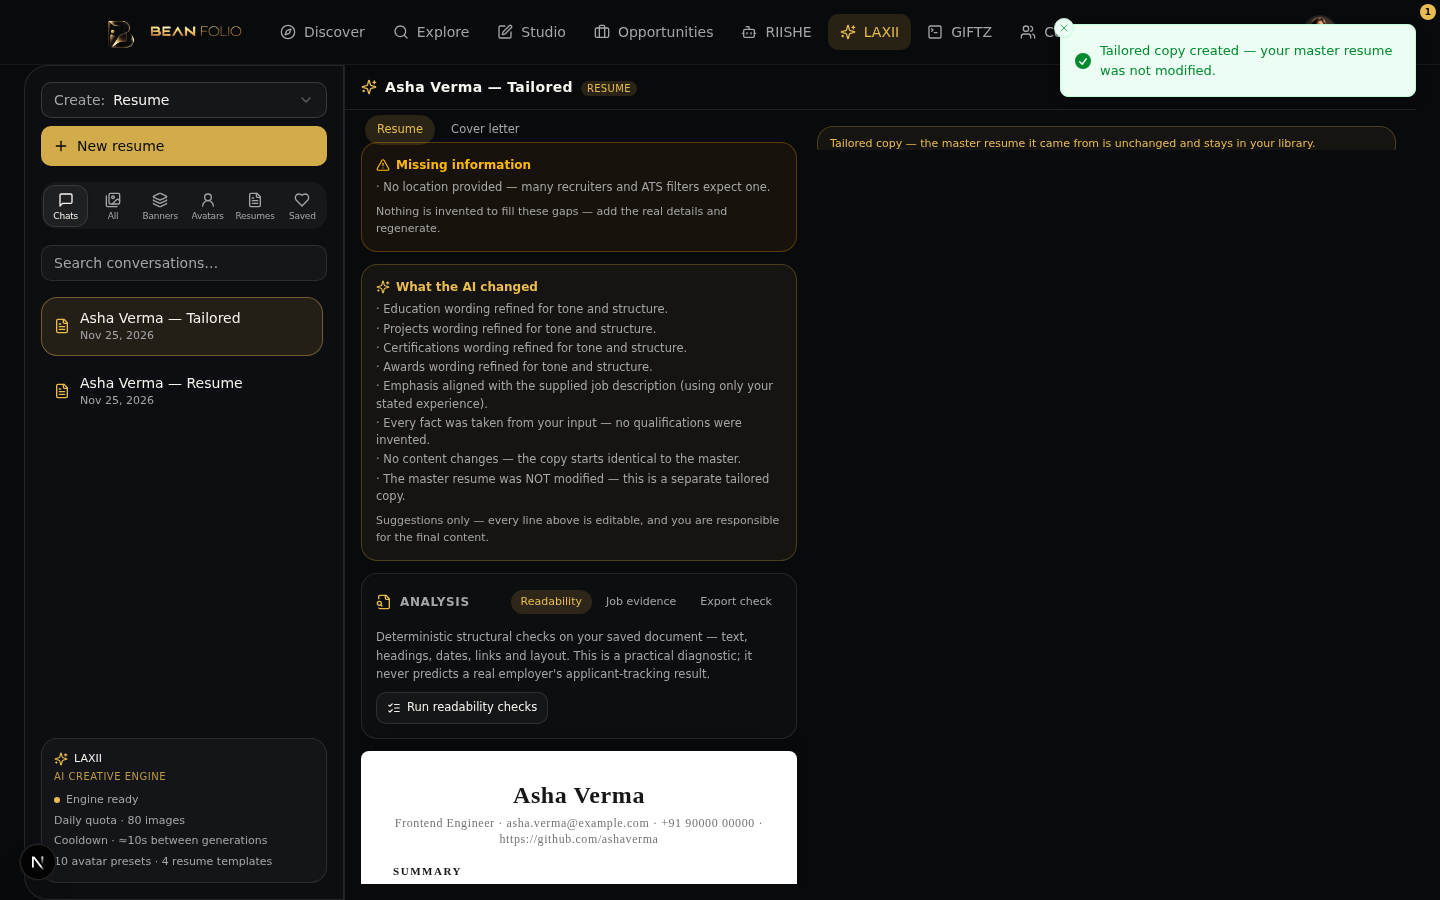 BEAN FOLIO
Discover
Explore
Studio
Opportunities
RIISHE
LAXII
GIFTZ
1
Tailored copy created — your master resume
was not modified.
Create: Resume
New resume
Chats
All
Banners
Avatars
Resumes
Saved
Search conversations...
Asha Verma — Tailored
Nov 25, 2026
Asha Verma — Resume
Nov 25, 2026
LAXII
AI CREATIVE ENGINE
Engine ready
Daily quota · 80 images
Cooldown · ≈10s between generations
10 avatar presets · 4 resume templates
N
Asha Verma — Tailored
RESUME
Resume
Cover letter
Missing information
· No location provided — many recruiters and ATS filters expect one.
Nothing is invented to fill these gaps — add the real details and
regenerate.
What the AI changed
· Education wording refined for tone and structure.
· Projects wording refined for tone and structure.
· Certifications wording refined for tone and structure.
· Awards wording refined for tone and structure.
· Emphasis aligned with the supplied job description (using only your
stated experience).
· Every fact was taken from your input — no qualifications were
invented.
· No content changes — the copy starts identical to the master.
· The master resume was NOT modified — this is a separate tailored
copy.
Suggestions only — every line above is editable, and you are responsible
for the final content.
ANALYSIS
Readability
Job evidence
Export check
Deterministic structural checks on your saved document — text,
headings, dates, links and layout. This is a practical diagnostic; it
never predicts a real employer's applicant-tracking result.
Run readability checks
Asha Verma
Frontend Engineer · asha.verma@example.com · +91 90000 00000 ·
https://github.com/ashaverma
SUMMARY
Tailored copy — the master resume it came from is unchanged and stays in your library.